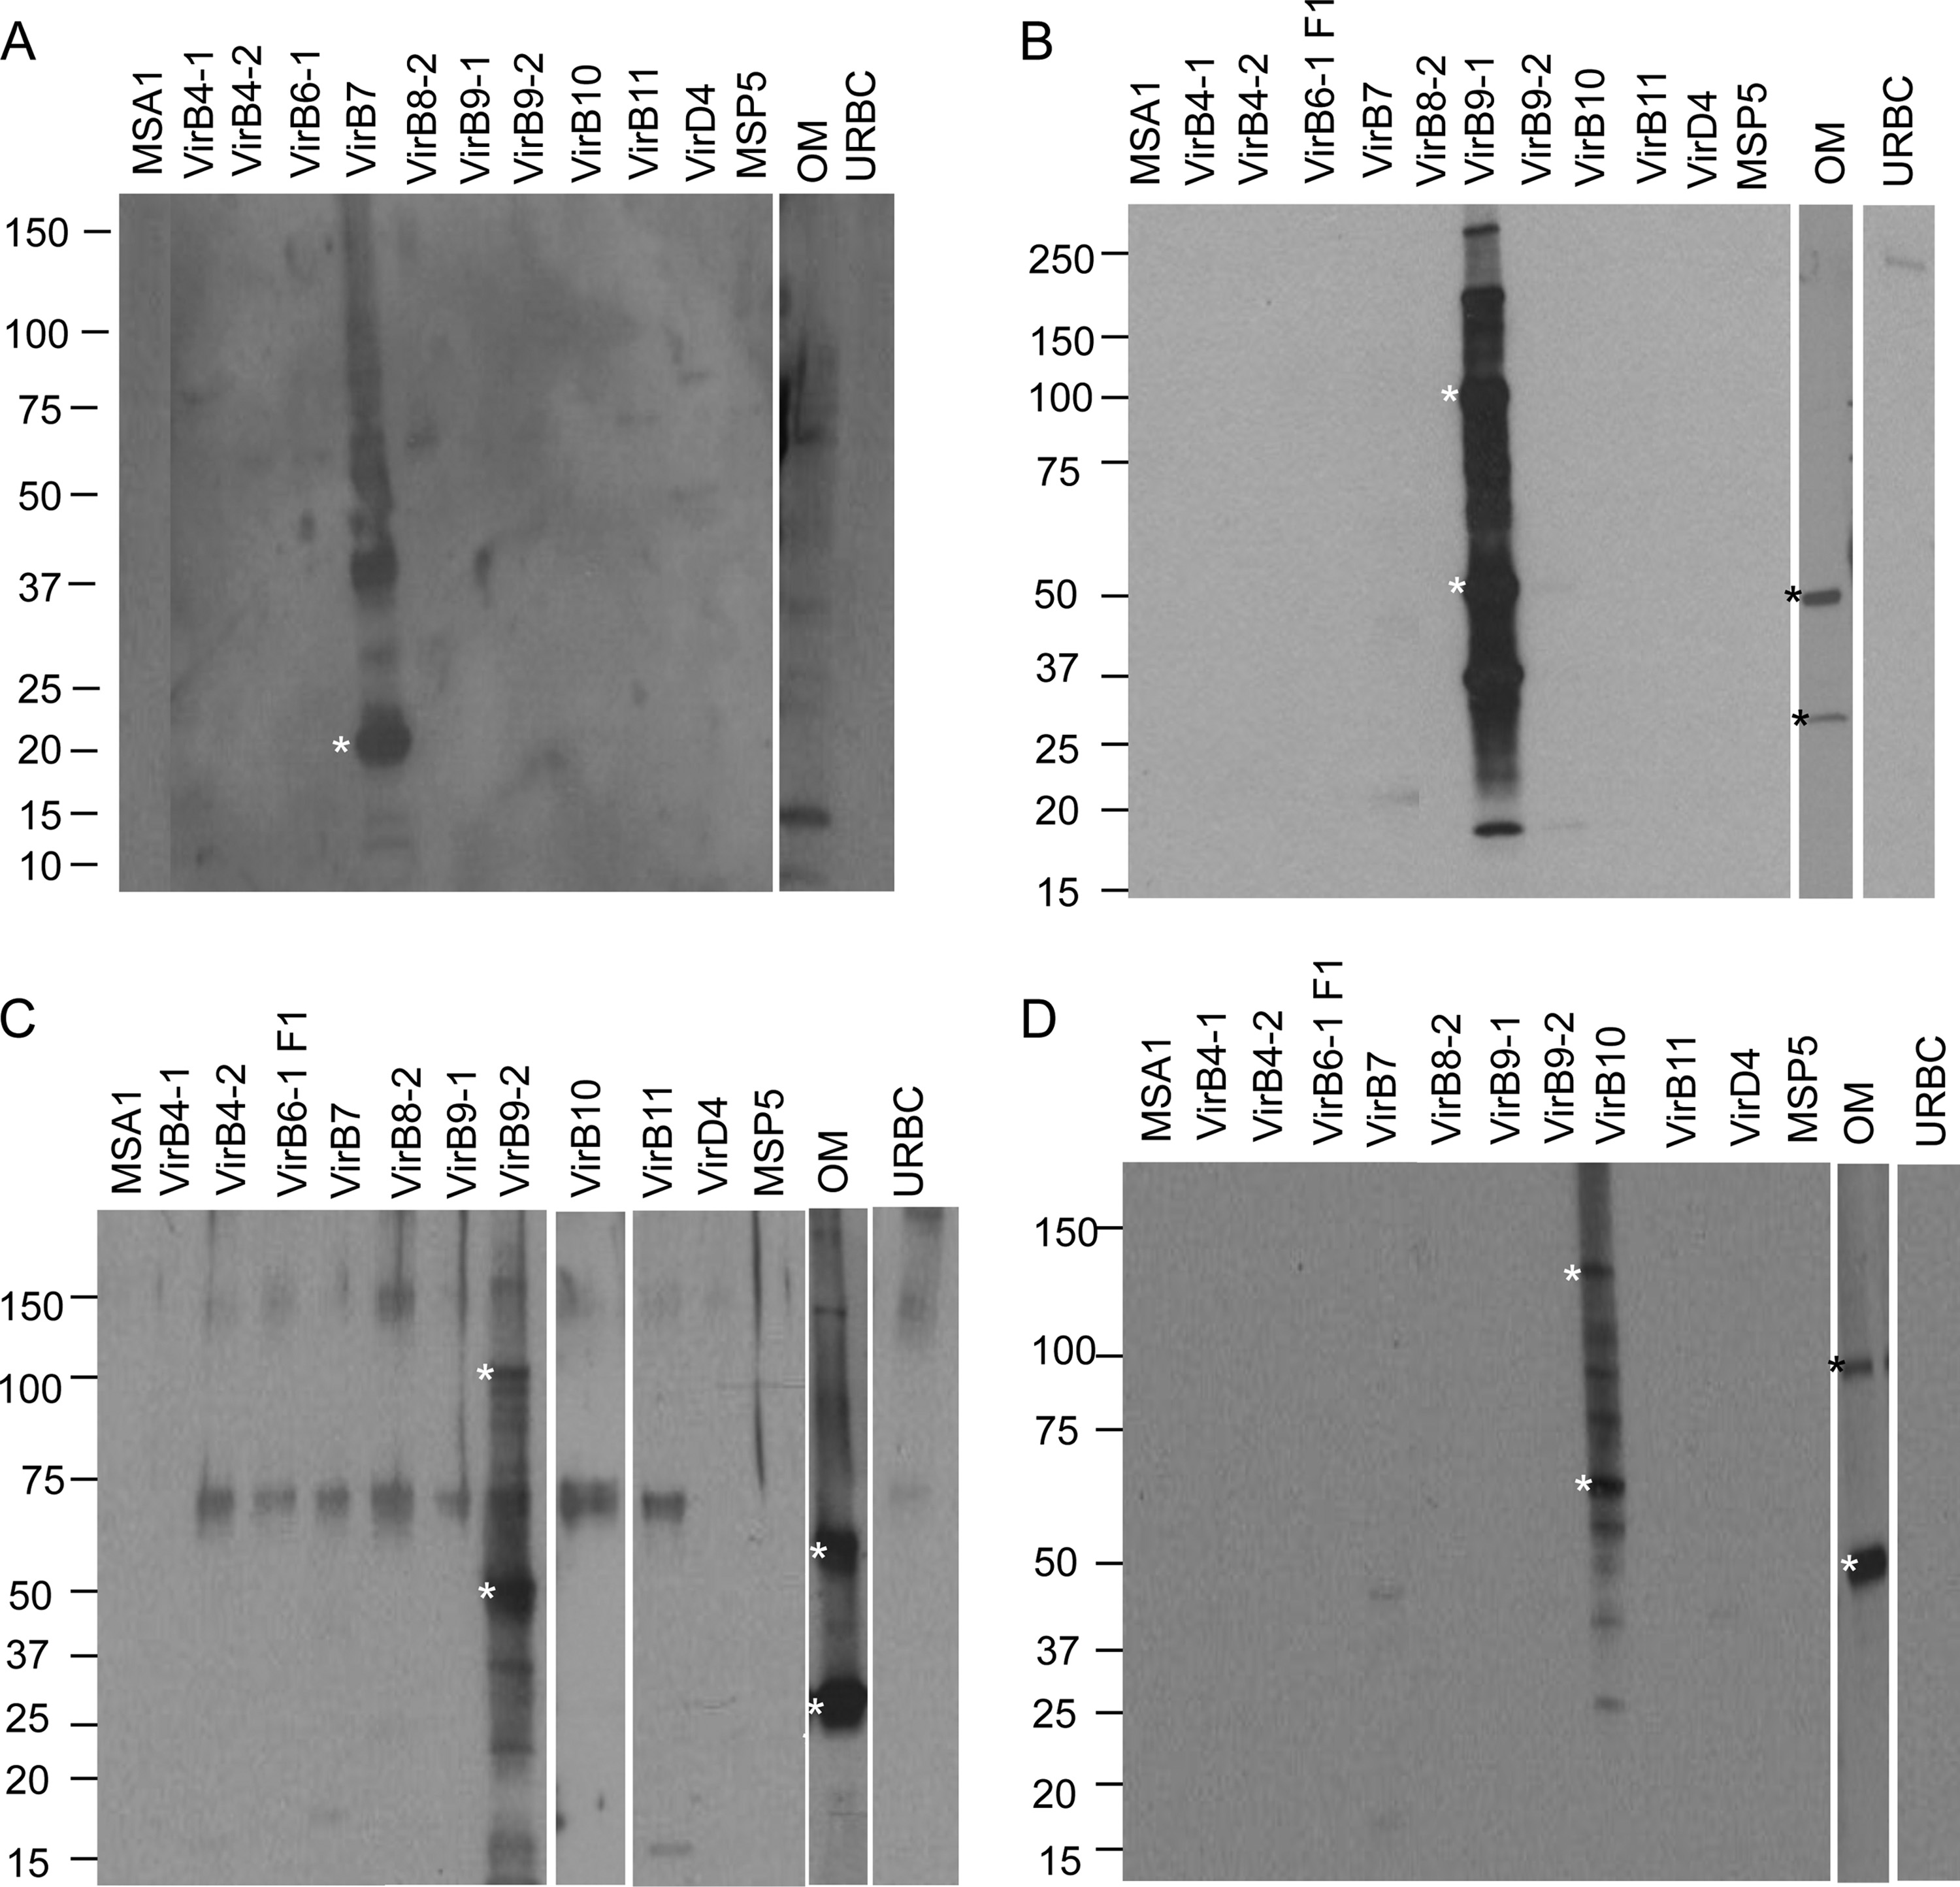 A
MSA1
VirB4-1
VirB4-2
VirB6-1
VirB7
VirB8-2
VirB9-1
VirB9-2
VirB10
VirB11
VirD4
MSP5
OM
URBC
150
100
75
50
37
25
20
15
10
*
B
MSA1
VirB4-1
VirB4-2
VirB6-1 F1
VirB7
VirB8-2
VirB9-1
VirB9-2
VirB10
VirB11
VirD4
MSP5
OM
URBC
250
150
100
75
50
37
25
20
15
*
*
*
*
C
MSA1
VirB4-1
VirB4-2
VirB6-1 F1
VirB7
VirB8-2
VirB9-1
VirB9-2
VirB10
VirB11
VirD4
MSP5
OM
URBC
150
100
75
50
37
25
20
15
*
*
*
*
D
MSA1
VirB4-1
VirB4-2
VirB6-1 F1
VirB7
VirB8-2
VirB9-1
VirB9-2
VirB10
VirB11
VirD4
MSP5
OM
URBC
150
100
75
50
37
25
20
15
*
*
*
*